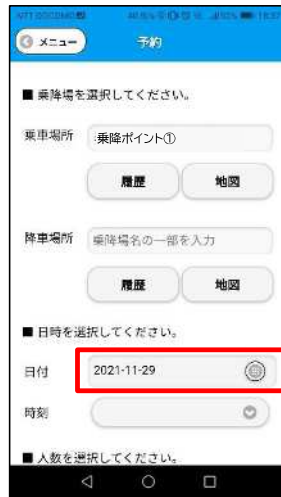 メニュー
予約
■ 乗降場を選択してください。
乗車場所
:乗降ポイント①
履歴
地図
降車場所
乗降場名の一部を入力
履歴
地図
■ 日時を選択してください。
日付
2021-11-29
時刻
■ 人数を選択してください。